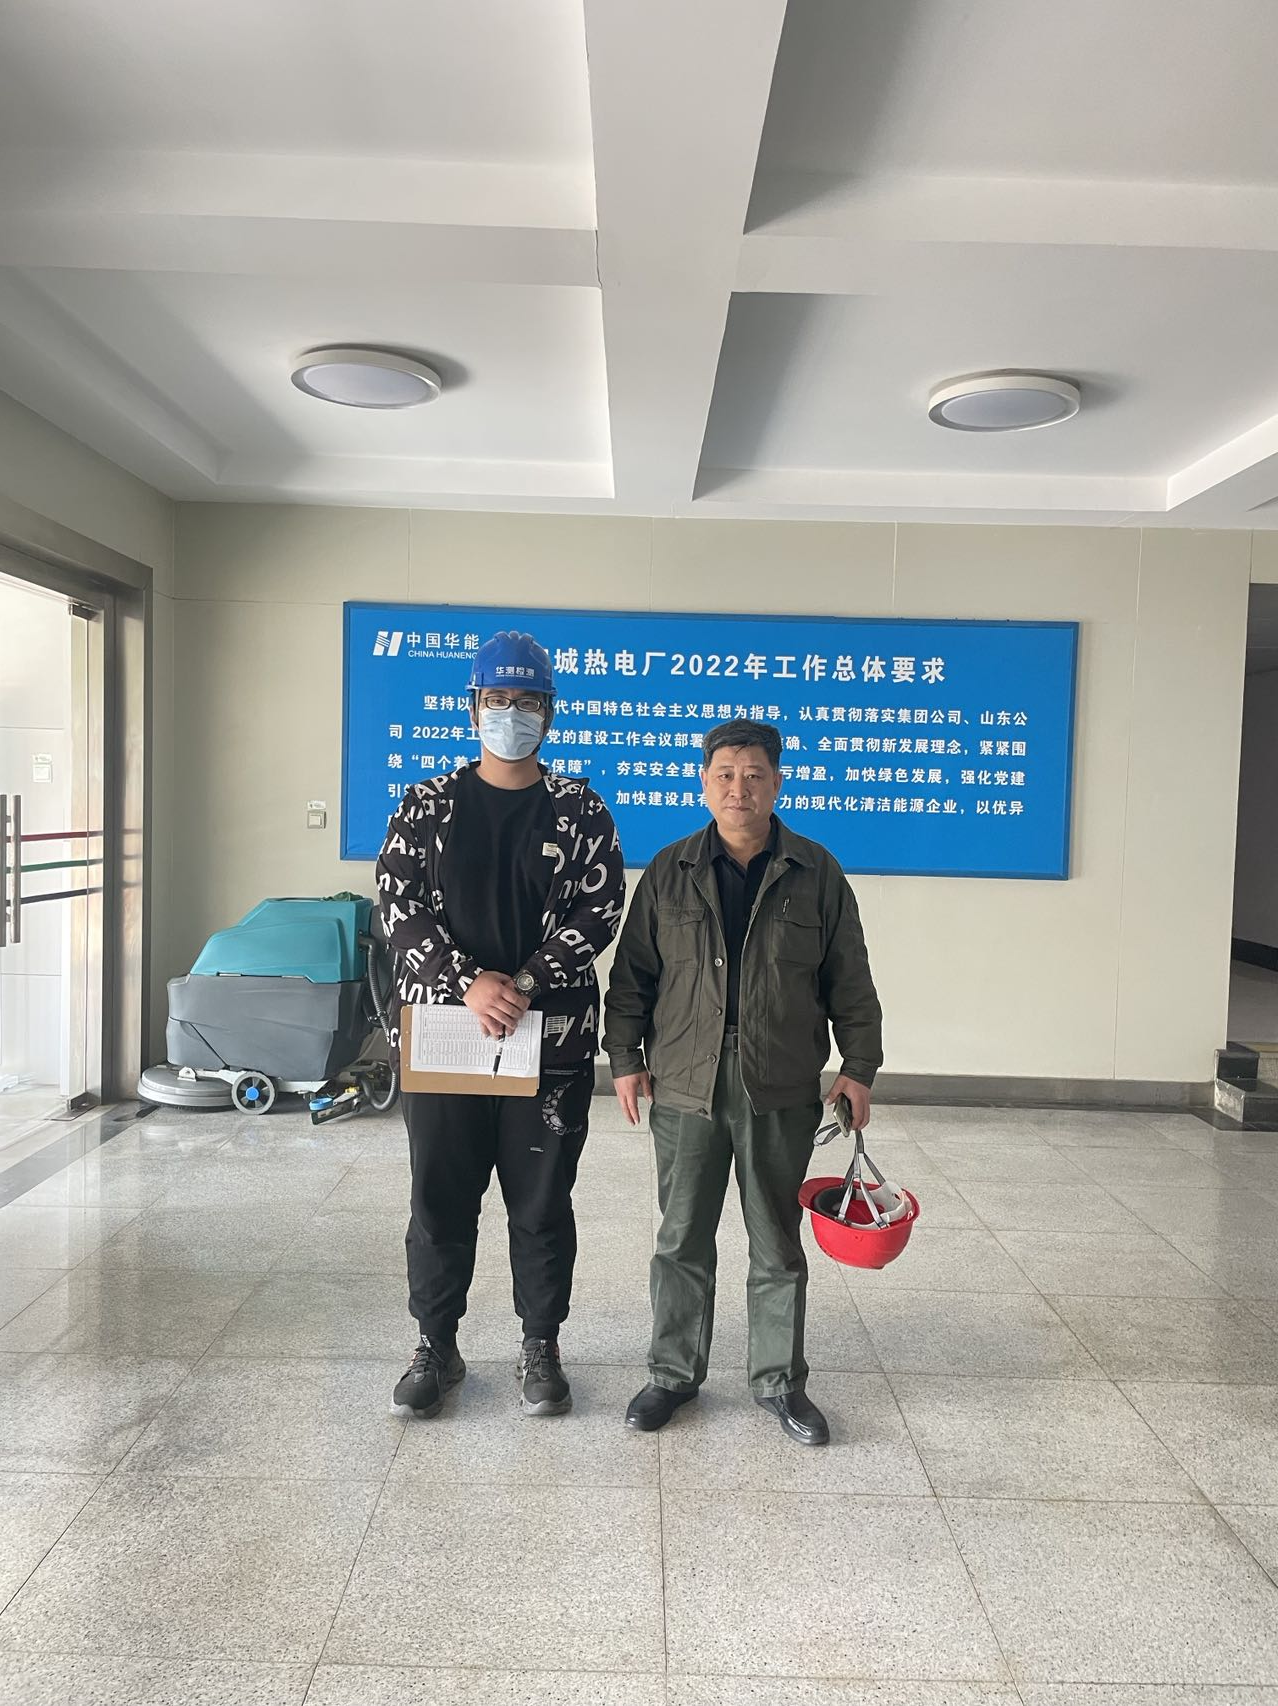 中国华能
CHINA HUANENG
城热电厂2022年工作总体要求
华测检测
坚持以 代中国特色社会主义思想为指导，认真贯彻落实集团公司、山东公
司 2022年工 党的建设工作会议部署 确、全面贯彻新发展理念，紧紧围
绕“四个着 保障”，夯实安全基 亏增盈，加快绿色发展，强化党建
引 加快建设具有 力的现代化清洁能源企业，以优异